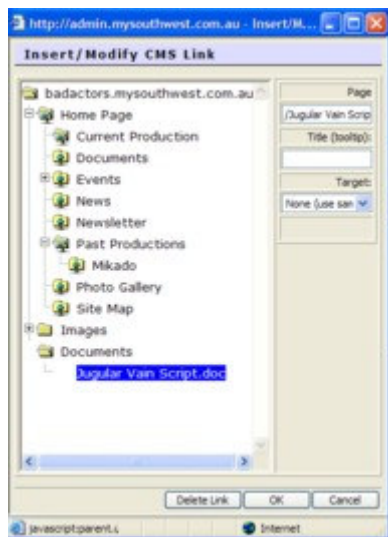 http://admin.mysouthwest.com.au - Insert/M...
Insert/Modify CMS Link
badactors.mysouthwest.com.au
Home Page
Current Production
Documents
Events
News
Newsletter
Past Productions
Mikado
Photo Gallery
Site Map
Images
Documents
Jugular Vain Script.doc
Page
/Jugular Vain Scrip
Title (tooltip):
Target:
None (use san
Delete Link
OK
Cancel
javascript:parent.c
Internet